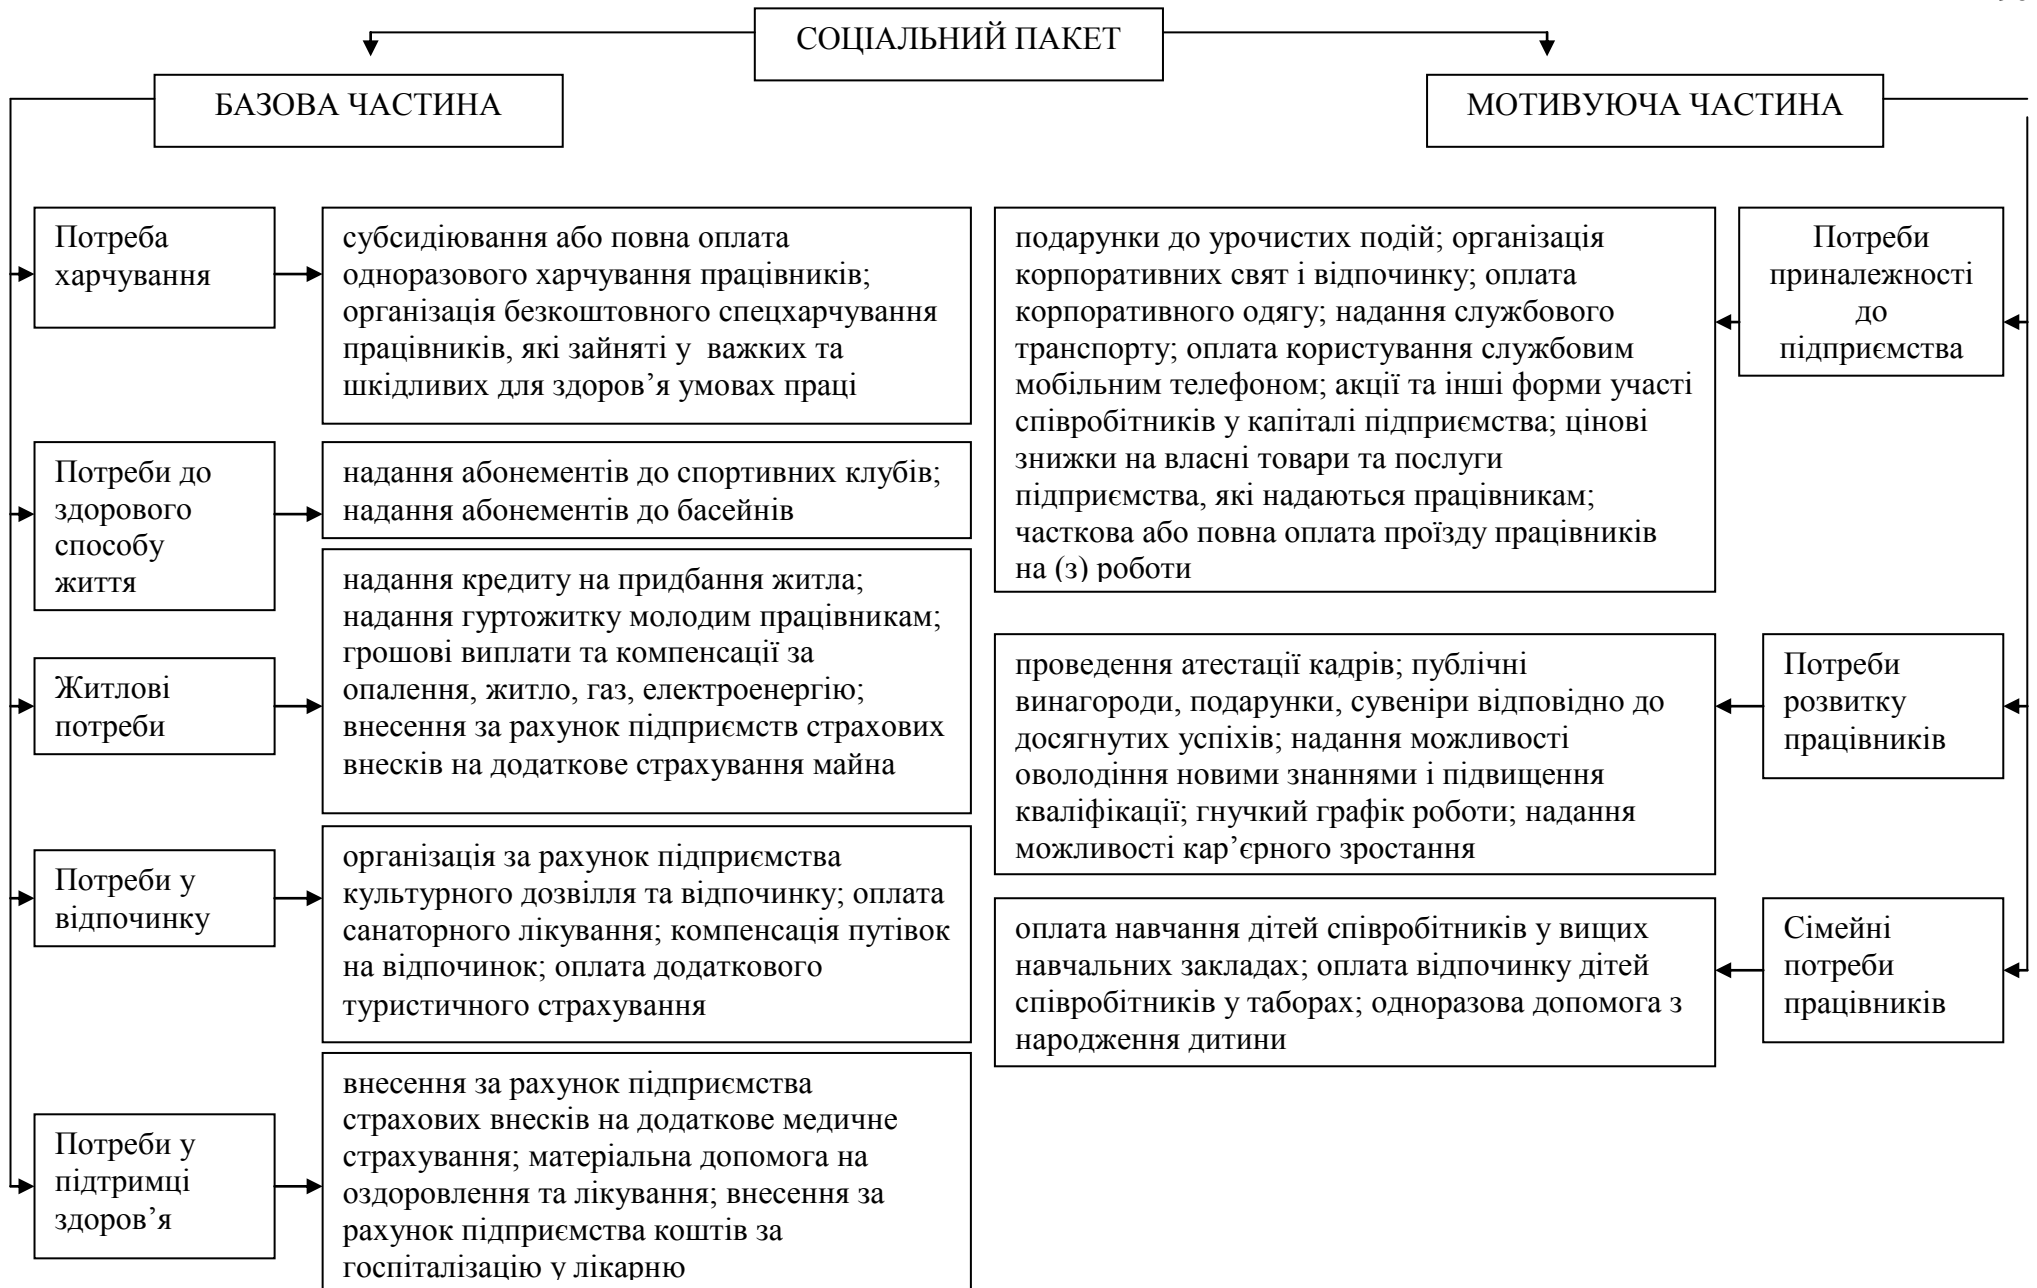 СОЦІАЛЬНИЙ ПАКЕТ
БАЗОВА ЧАСТИНА
МОТИВУЮЧА ЧАСТИНА
Потреба
харчування
субсидіювання або повна оплата
одноразового харчування працівників;
організація безкоштовного спецхарчування
працівників, які зайняті у важких та
шкідливих для здоров’я умовах праці
Потреби до
здорового
способу
життя
надання абонементів до спортивних клубів;
надання абонементів до басейнів
Житлові
потреби
надання кредиту на придбання житла;
надання гуртожитку молодим працівникам;
грошові виплати та компенсації за
опалення, житло, газ, електроенергію;
внесення за рахунок підприємств страхових
внесків на додаткове страхування майна
Потреби у
відпочинку
організація за рахунок підприємства
культурного дозвілля та відпочинку; оплата
санаторного лікування; компенсація путівок
на відпочинок; оплата додаткового
туристичного страхування
Потреби у
підтримці
здоров’я
внесення за рахунок підприємства
страхових внесків на додаткове медичне
страхування; матеріальна допомога на
оздоровлення та лікування; внесення за
рахунок підприємства коштів за
госпіталізацію у лікарню
подарунки до урочистих подій; організація
корпоративних свят і відпочинку; оплата
корпоративного одягу; надання службового
транспорту; оплата користування службовим
мобільним телефоном; акції та інші форми участі
співробітників у капіталі підприємства; цінові
знижки на власні товари та послуги
підприємства, які надаються працівникам;
часткова або повна оплата проїзду працівників
на (з) роботи
Потреби
приналежності
до
підприємства
проведення атестації кадрів; публічні
винагороди, подарунки, сувеніри відповідно до
досягнутих успіхів; надання можливості
оволодіння новими знаннями і підвищення
кваліфікації; гнучкий графік роботи; надання
можливості кар’єрного зростання
Потреби
розвитку
працівників
оплата навчання дітей співробітників у вищих
навчальних закладах; оплата відпочинку дітей
співробітників у таборах; одноразова допомога з
народження дитини
Сімейні
потреби
працівників